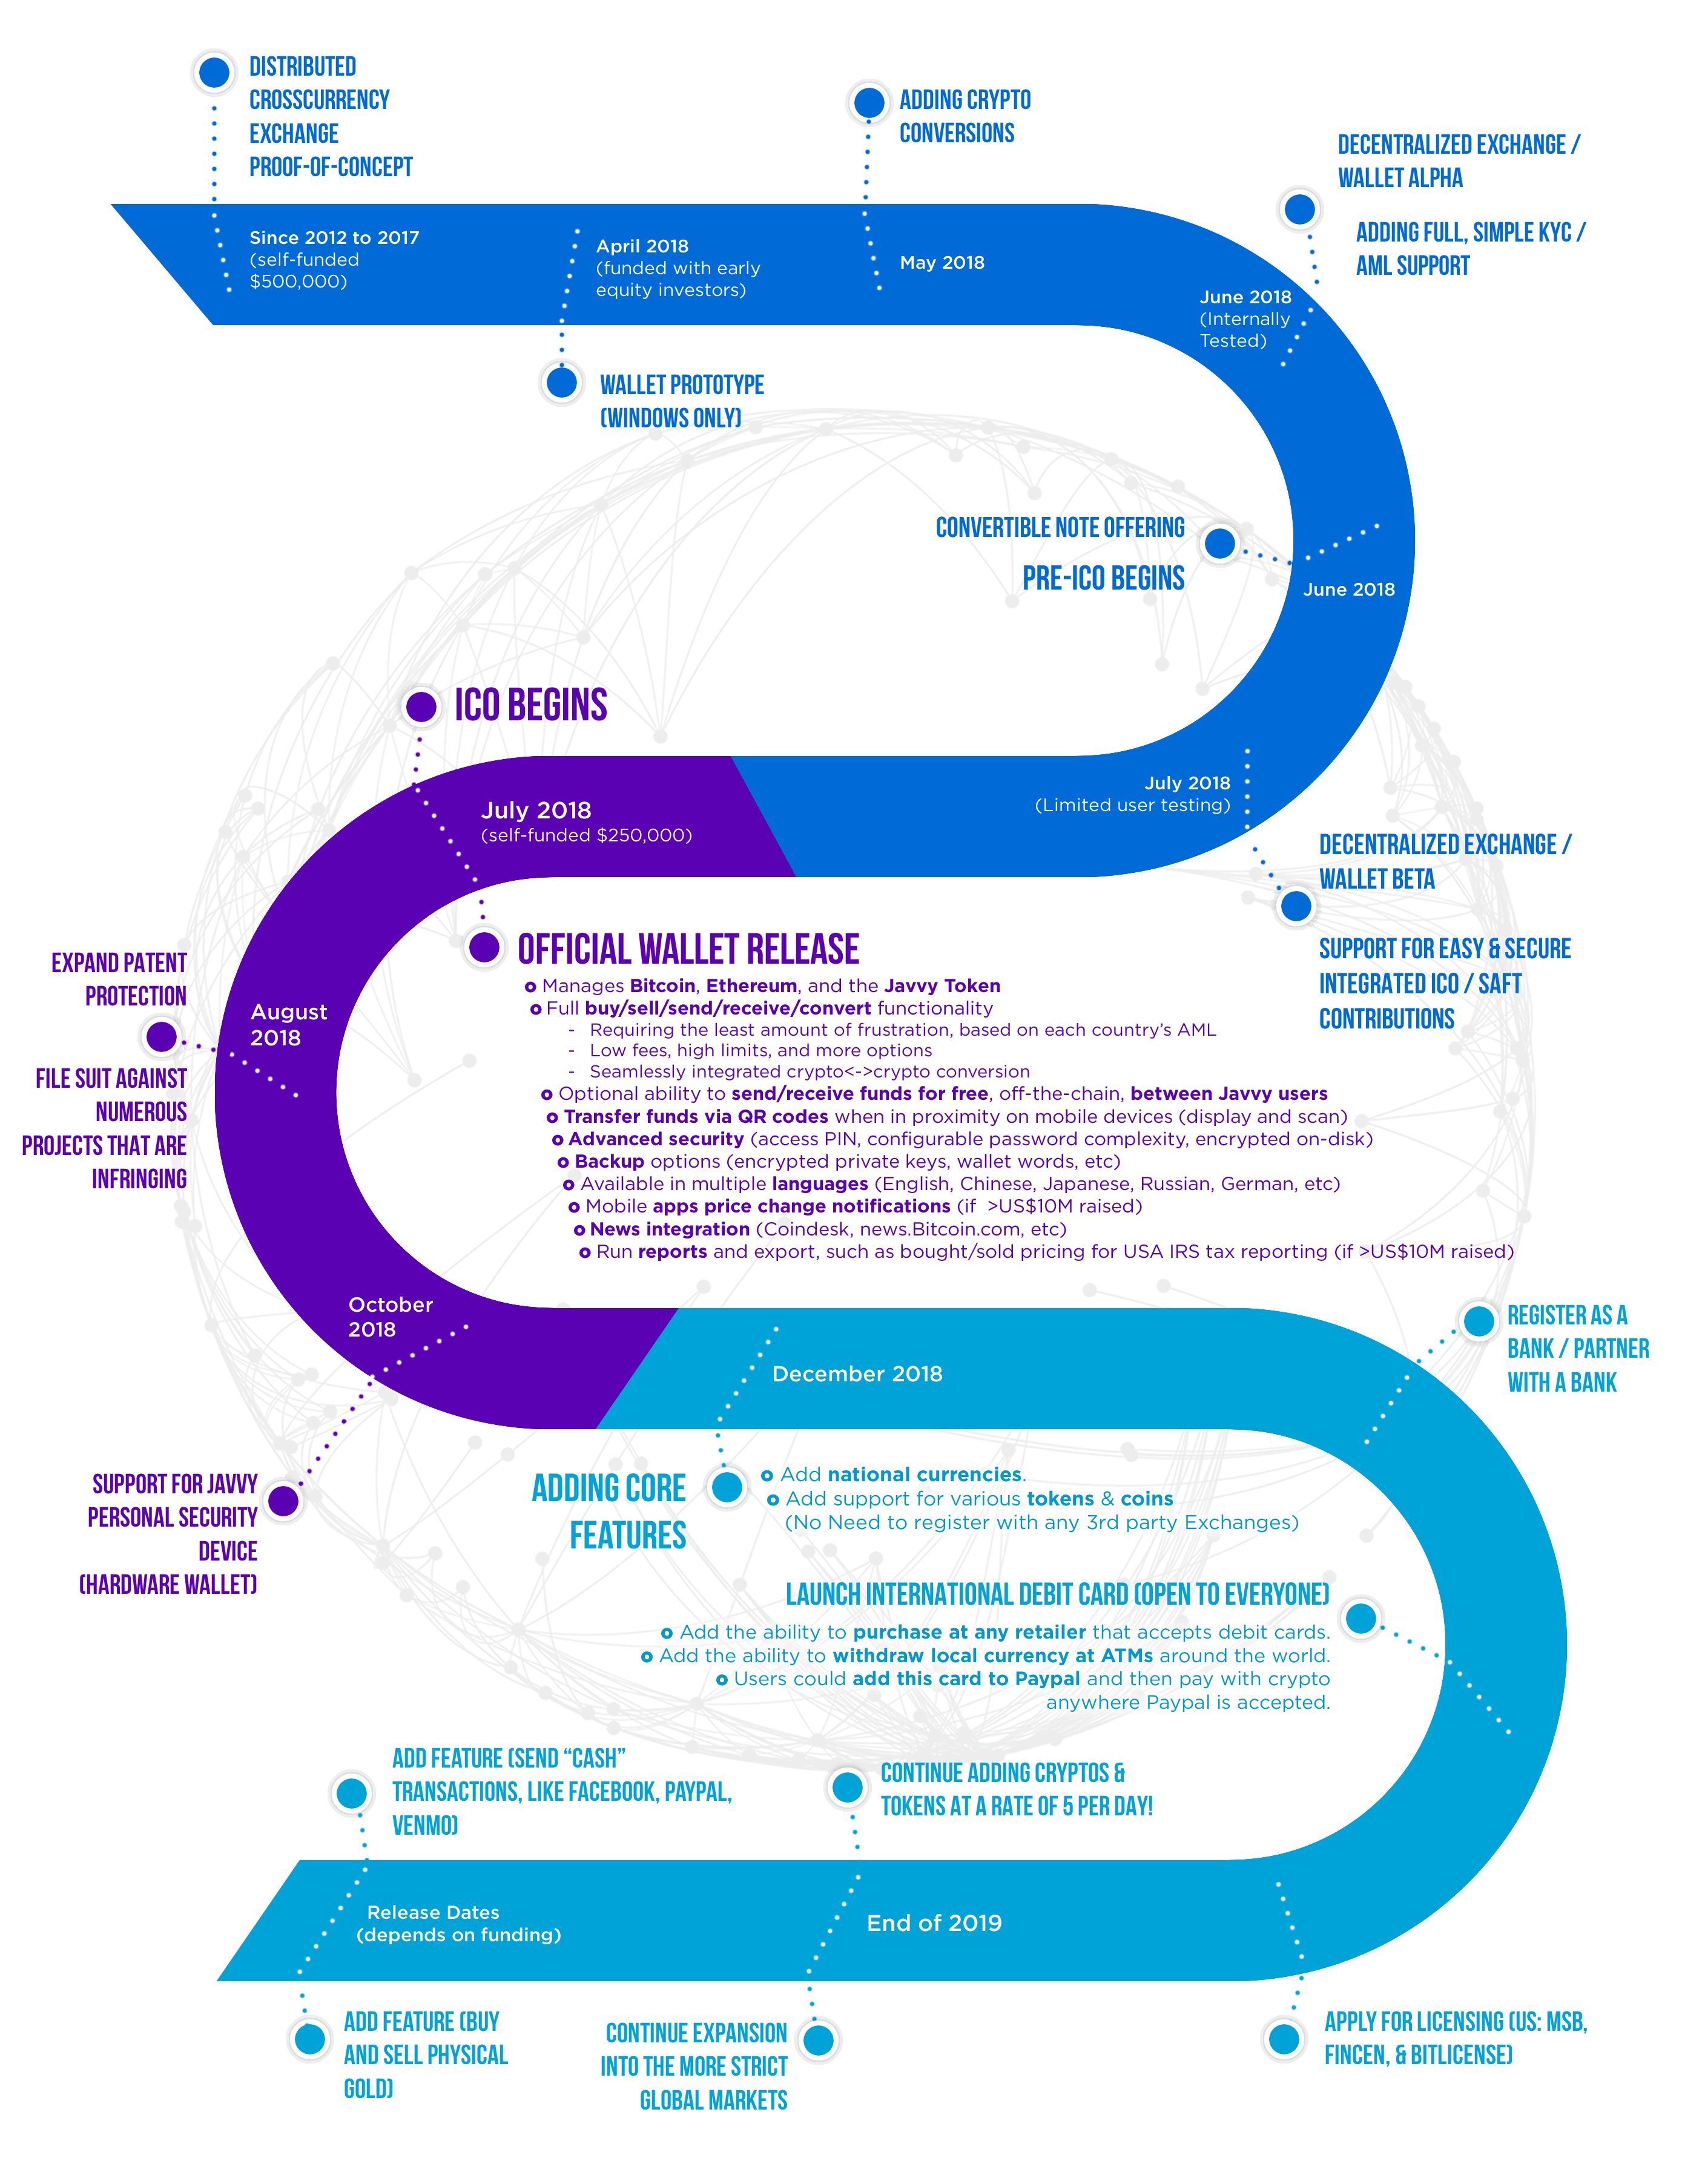 DISTRIBUTED
CROSSCURRENCY
EXCHANGE
PROOF-OF-CONCEPT
Since 2012 to 2017
(self-funded
$500,000)
April 2018
(funded with early
equity investors)
WALLET PROTOTYPE
(WINDOWS ONLY)
ADDING CRYPTO
CONVERSIONS
May 2018
DECENTRALIZED EXCHANGE /
WALLET ALPHA
ADDING FULL, SIMPLE KYC /
AML SUPPORT
June 2018
(Internally
Tested)
CONVERTIBLE NOTE OFFERING
PRE-ICO BEGINS
June 2018
July 2018
(Limited user testing)
DECENTRALIZED EXCHANGE /
WALLET BETA
SUPPORT FOR EASY & SECURE
INTEGRATED ICO / SAFT
CONTRIBUTIONS
ICO BEGINS
July 2018
(self-funded $250,000)
OFFICIAL WALLET RELEASE
Manages Bitcoin, Ethereum, and the Javvy Token
Full buy/sell/send/receive/convert functionality
- Requiring the least amount of frustration, based on each country's AML
- Low fees, high limits, and more options
- Seamlessly integrated crypto<->crypto conversion
Optional ability to send/receive funds for free, off-the-chain, between Javvy users
Transfer funds via QR codes when in proximity on mobile devices (display and scan)
Advanced security (access PIN, configurable password complexity, encrypted on-disk)
Backup options (encrypted private keys, wallet words, etc)
Available in multiple languages (English, Chinese, Japanese, Russian, German, etc)
Mobile apps price change notifications (if >US$10M raised)
News integration (Coindesk, news.Bitcoin.com, etc)
Run reports and export, such as bought/sold pricing for USA IRS tax reporting (if >US$10M raised)
EXPAND PATENT
PROTECTION
August
2018
FILE SUIT AGAINST
NUMEROUS
PROJECTS THAT ARE
INFRINGING
October
2018
SUPPORT FOR JAVVY
PERSONAL SECURITY
DEVICE
(HARDWARE WALLET)
December 2018
ADDING CORE
FEATURES
Add national currencies.
Add support for various tokens & coins
(No Need to register with any 3rd party Exchanges)
REGISTER AS A
BANK / PARTNER
WITH A BANK
LAUNCH INTERNATIONAL DEBIT CARD (OPEN TO EVERYONE)
Add the ability to purchase at any retailer that accepts debit cards.
Add the ability to withdraw local currency at ATMs around the world.
Users could add this card to Paypal and then pay with crypto
anywhere Paypal is accepted.
ADD FEATURE (SEND “CASH”
TRANSACTIONS, LIKE FACEBOOK, PAYPAL,
VENMO)
CONTINUE ADDING CRYPTOS &
TOKENS AT A RATE OF 5 PER DAY!
Release Dates
(depends on funding)
End of 2019
ADD FEATURE (BUY
AND SELL PHYSICAL
GOLD)
CONTINUE EXPANSION
INTO THE MORE STRICT
GLOBAL MARKETS
APPLY FOR LICENSING (US: MSB,
FINCEN, & BITLICENSE)